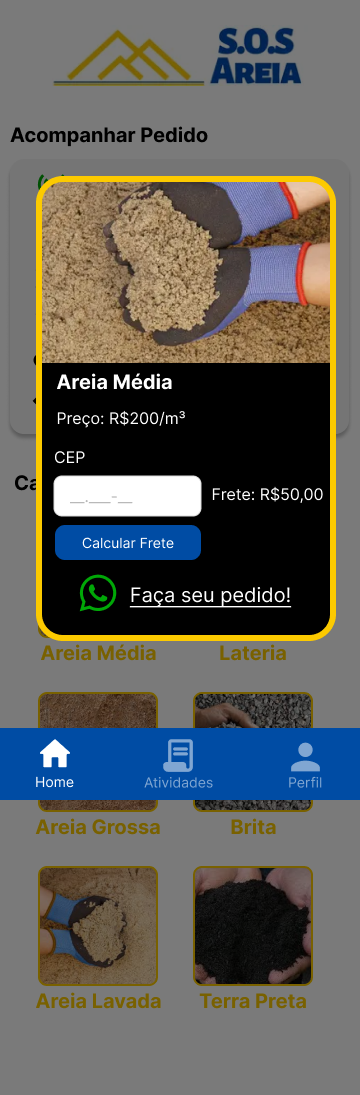 S.O.S
AREIA
Acompanhar Pedido
Areia Média
Preço: R$200/m³
CEP
__.___-__
Frete: R$50,00
Calcular Frete
Faça seu pedido!
Ca
Areia Média
Lateria
Home
Atividades
Perfil
Areia Grossa
Brita
Areia Lavada
Terra Preta